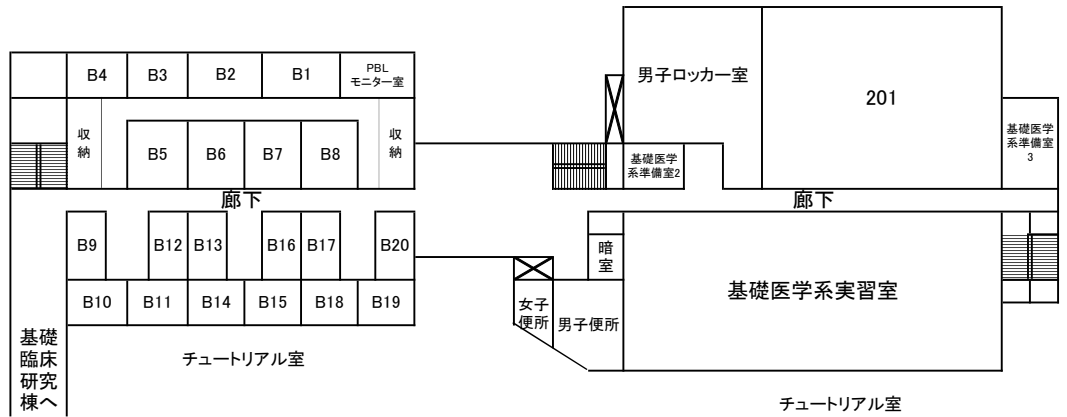 B4
B3
B2
B1
PBL
モニター室
男子ロッカー室
201
収
納
収
納
B5
B6
B7
B8
基礎医学
系準備室2
基礎医学
系準備室
3
廊下
廊下
B9
B12
B13
B16
B17
B20
暗
室
B10
B11
B14
B15
B18
B19
女子
便所
男子便所
基礎医学系実習室
基礎
臨床
研究
棟へ
チュートリアル室
チュートリアル室